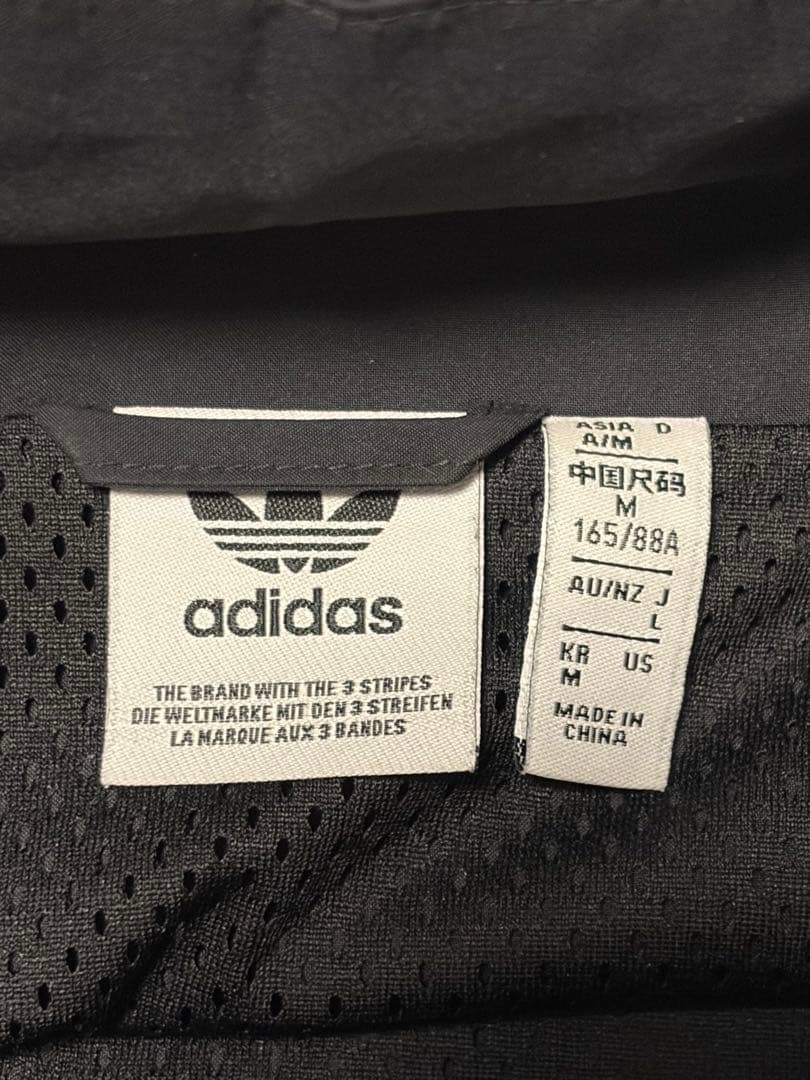 adidas
THE BRAND WITH THE 3 STRIPES
DIE WELTMARKE MIT DEN 3 STREIFEN
LA MARQUE AUX 3 BANDES
ASIA D
A/M
中国尺码
M
165/88A
AU/NZ J
L
KR US
M
MADE IN
CHINA